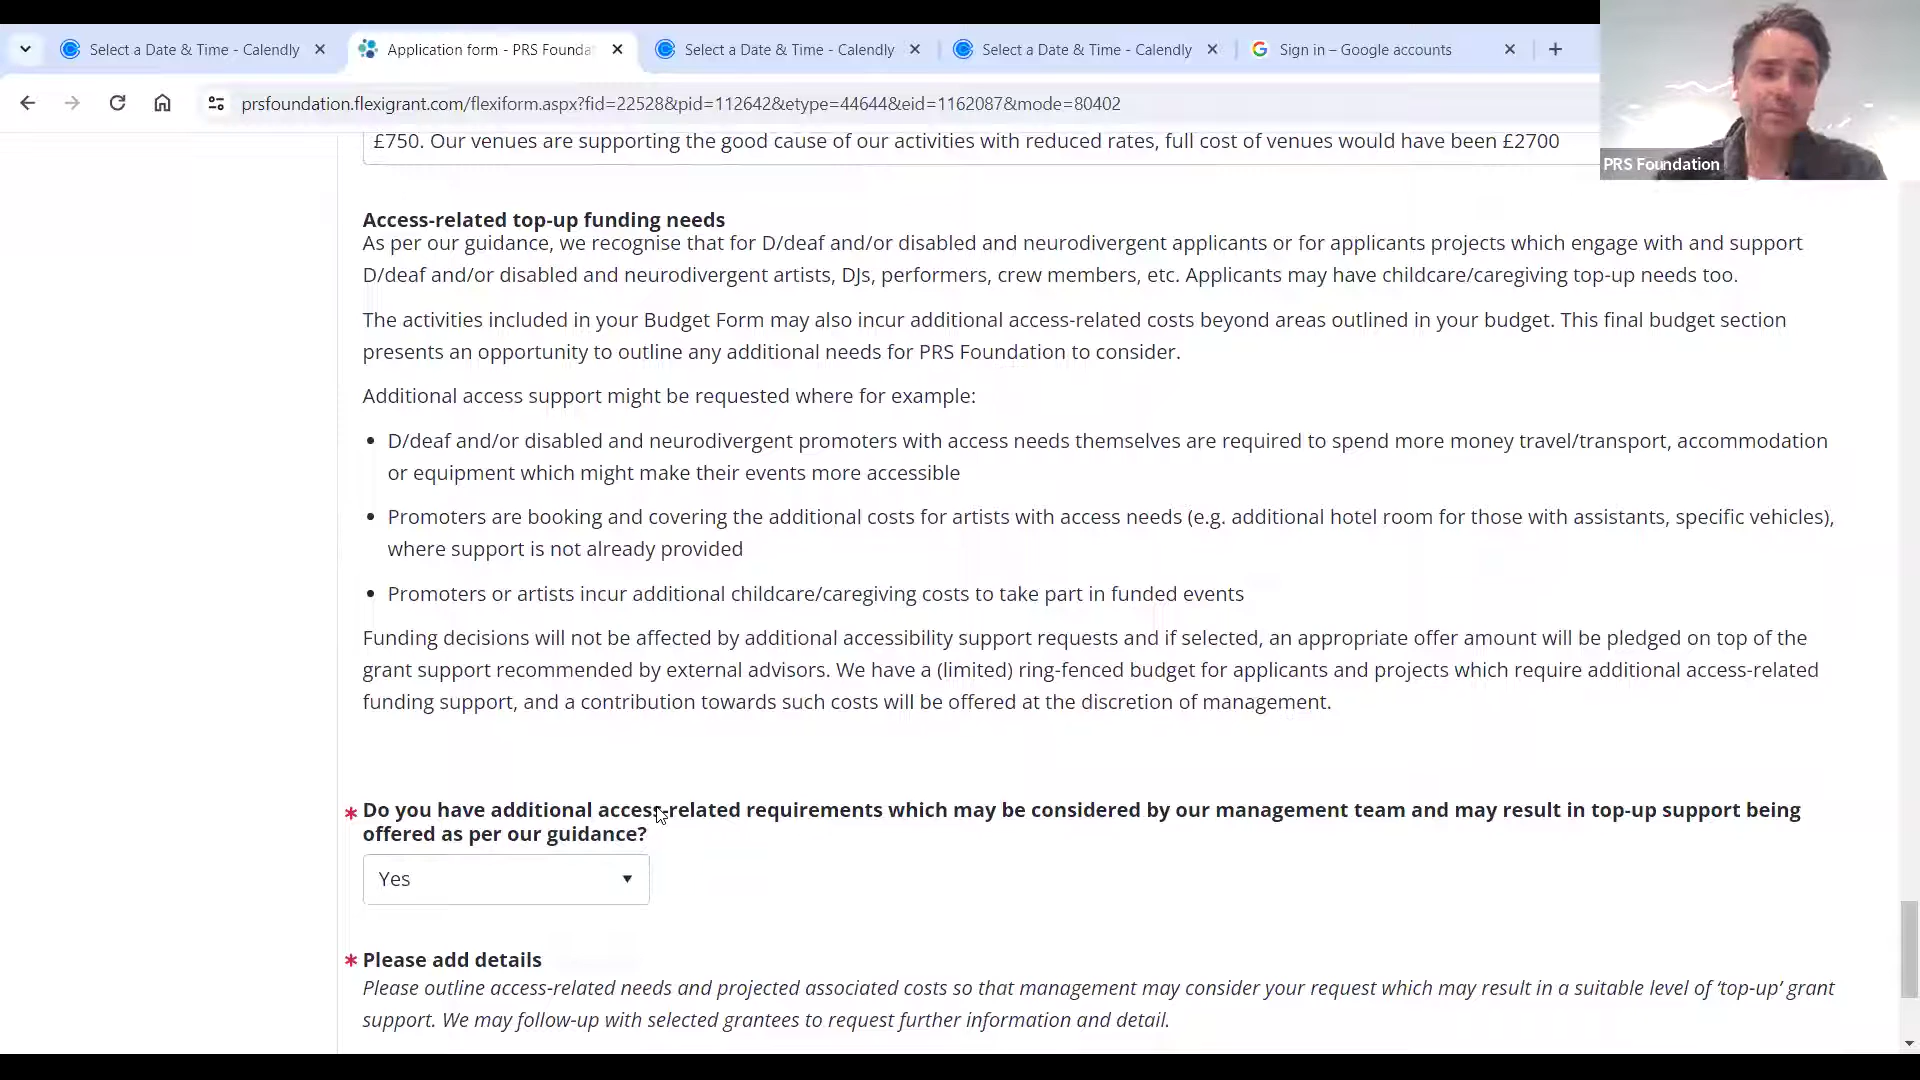 Select a Date & Time - Calendly
Application form - PRS Founda
Select a Date & Time - Calendly
Select a Date & Time - Calendly
Sign in – Google accounts
prsfoundation.flexigrant.com/flexiform.aspx?fid=22528&pid=112642&etype=44644&eid=1162087&mode=80402
PRS Foundation
£750. Our venues are supporting the good cause of our activities with reduced rates, full cost of venues would have been £2700
Access-related top-up funding needs
As per our guidance, we recognise that for D/deaf and/or disabled and neurodivergent applicants or for applicants projects which engage with and support
D/deaf and/or disabled and neurodivergent artists, DJs, performers, crew members, etc. Applicants may have childcare/caregiving top-up needs too.
The activities included in your Budget Form may also incur additional access-related costs beyond areas outlined in your budget. This final budget section
presents an opportunity to outline any additional needs for PRS Foundation to consider.
Additional access support might be requested where for example:
• D/deaf and/or disabled and neurodivergent promoters with access needs themselves are required to spend more money travel/transport, accommodation
or equipment which might make their events more accessible
• Promoters are booking and covering the additional costs for artists with access needs (e.g. additional hotel room for those with assistants, specific vehicles),
where support is not already provided
• Promoters or artists incur additional childcare/caregiving costs to take part in funded events
Funding decisions will not be affected by additional accessibility support requests and if selected, an appropriate offer amount will be pledged on top of the
grant support recommended by external advisors. We have a (limited) ring-fenced budget for applicants and projects which require additional access-related
funding support, and a contribution towards such costs will be offered at the discretion of management.
* Do you have additional access-related requirements which may be considered by our management team and may result in top-up support being
offered as per our guidance?
Yes
* Please add details
Please outline access-related needs and projected associated costs so that management may consider your request which may result in a suitable level of ‘top-up’ grant
support. We may follow-up with selected grantees to request further information and detail.